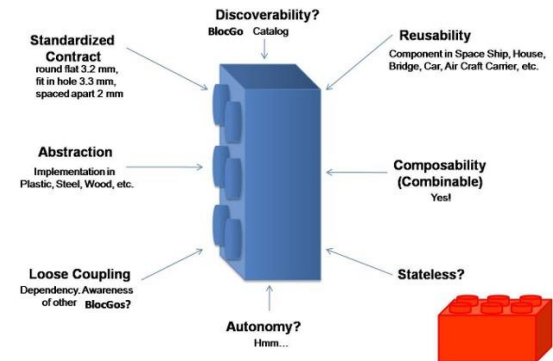 Discoverability?
BlocGo Catalog
Standardized
Contract
round flat 3.2 mm,
fit in hole 3.3 mm,
spaced apart 2 mm
Reusability
Component in Space Ship, House,
Bridge, Car, Air Craft Carrier, etc.
Abstraction
Implementation in
Plastic, Steel, Wood, etc.
Composability
(Combinable)
Yes!
Loose Coupling
Dependency. Awareness
of other BlocGos?
Stateless?
Autonomy?
Hmm...